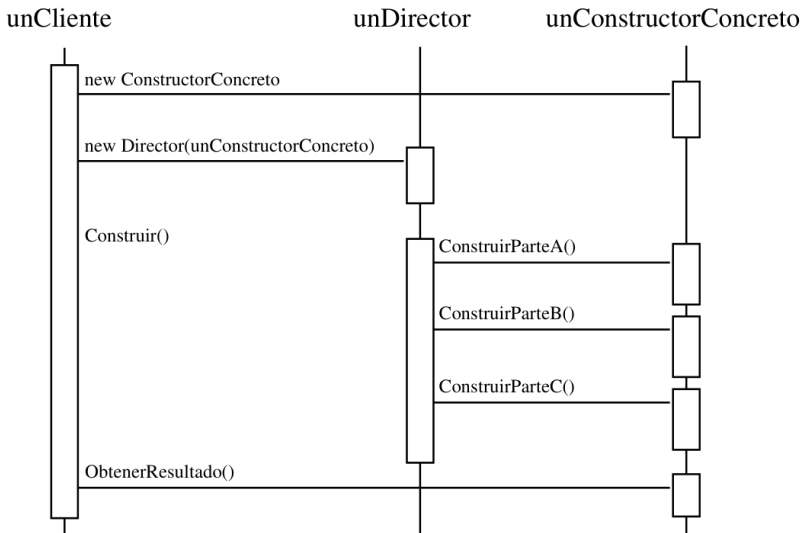 unCliente unDirector unConstructorConcreto
new ConstructorConcreto
new Director(unConstructorConcreto)
Construir()
ConstruirParteA()
ConstruirParteB()
ConstruirParteC()
ObtenerResultado()